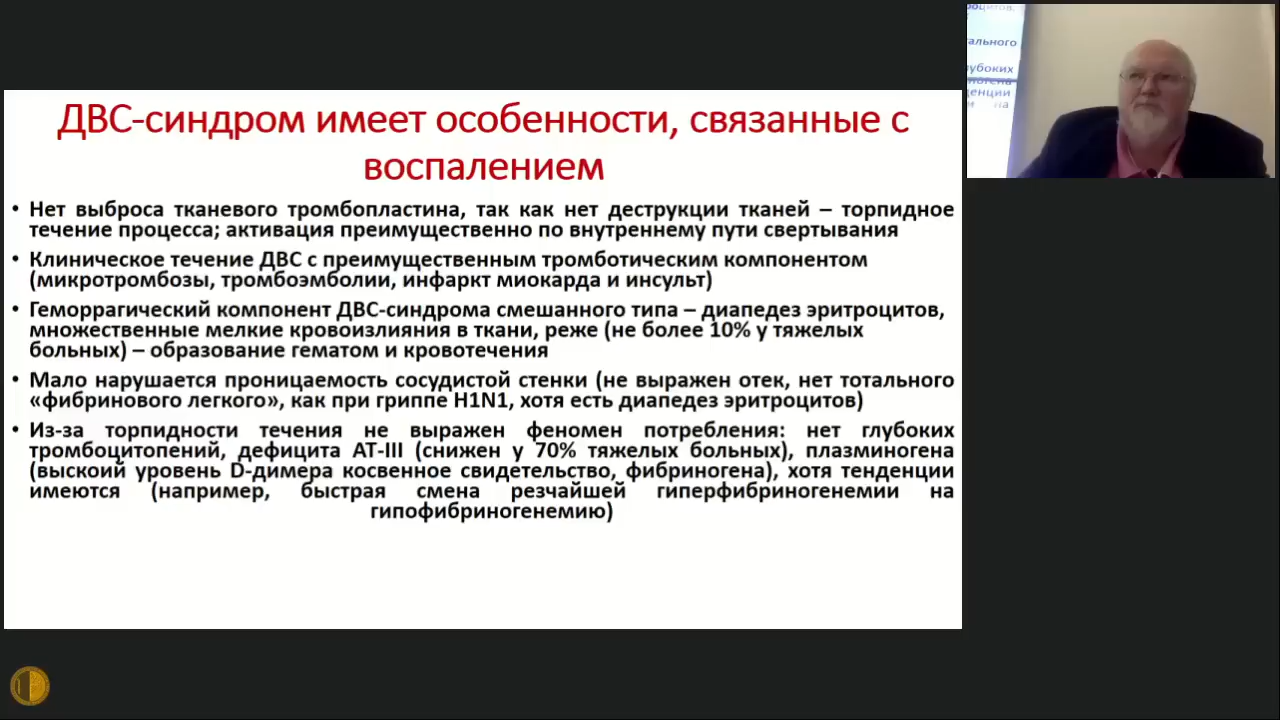 ДВС-синдром имеет особенности, связанные с
воспалением
• Нет выброса тканевого тромбопластина, так как нет деструкции тканей – торпидное
течение процесса; активация преимущественно по внутреннему пути свертывания
• Клиническое течение ДВС с преимущественным тромботическим компонентом
(микротромбозы, тромбоэмболии, инфаркт миокарда и инсульт)
• Геморрагический компонент ДВС-синдрома смешанного типа – диапедез эритроцитов,
множественные мелкие кровоизлияния в ткани, реже (не более 10% у тяжелых
больных) – образование гематом и кровотечения
• Мало нарушается проницаемость сосудистой стенки (не выражен отек, нет тотального
«фибринового легкого», как при гриппе H1N1, хотя есть диапедез эритроцитов)
• Из-за торпидности течения не выражен феномен потребления: нет глубоких
тромбоцитопений, дефицита АТ-III (снижен у 70% тяжелых больных), плазминогена
(выскоий уровень D-димера косвенное свидетельство, фибриногена), хотя тенденции
имеются (например, быстрая смена резчайшей гиперфибриногенемии на
гипофибриногенемию)
тального
лубоких
на